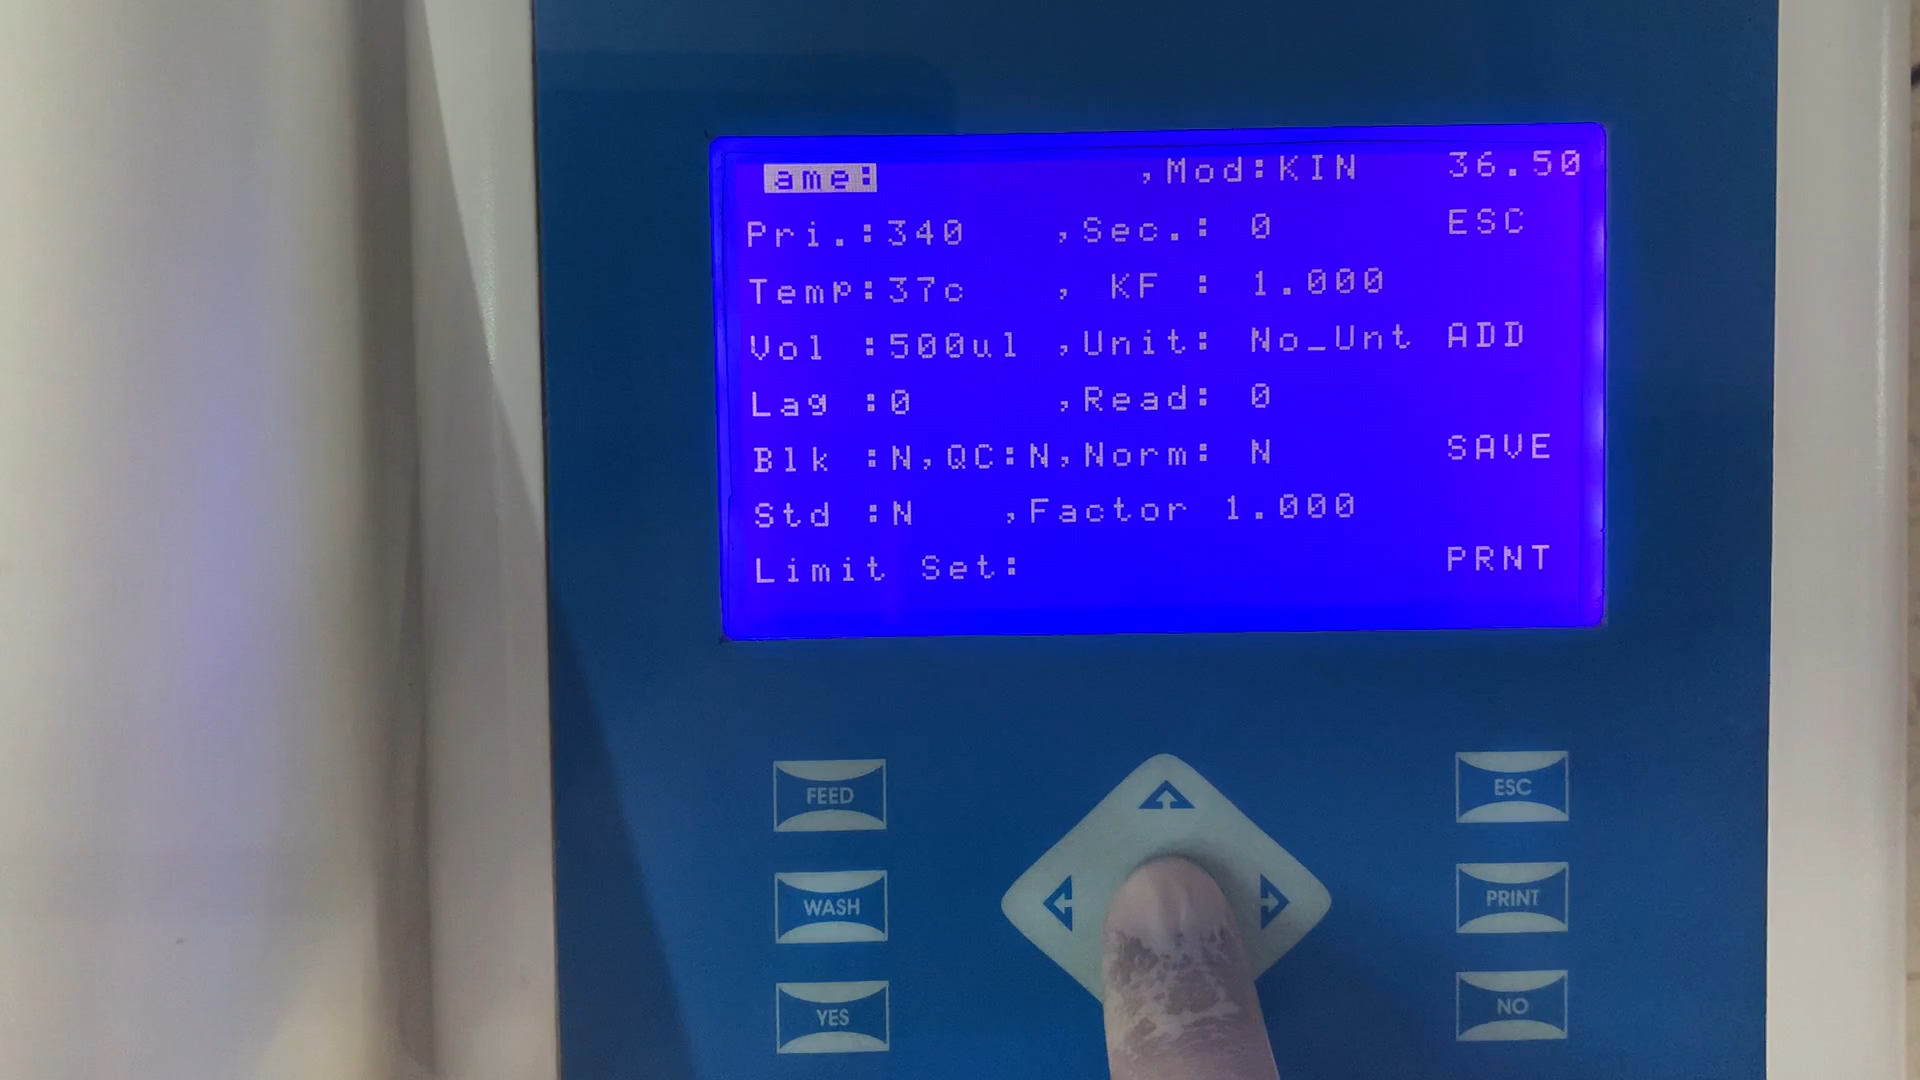 ame: ,Mod:KIN 36.50
Pri.:340 ,Sec.: 0 ESC
Temp:37c , KF : 1.000
Vol :500ul ,Unit: No_Unt ADD
Lag :0 ,Read: 0
Blk :N,QC:N,Norm: N SAVE
Std :N ,Factor 1.000
Limit Set: PRNT
FEED ESC
WASH PRINT
YES NO